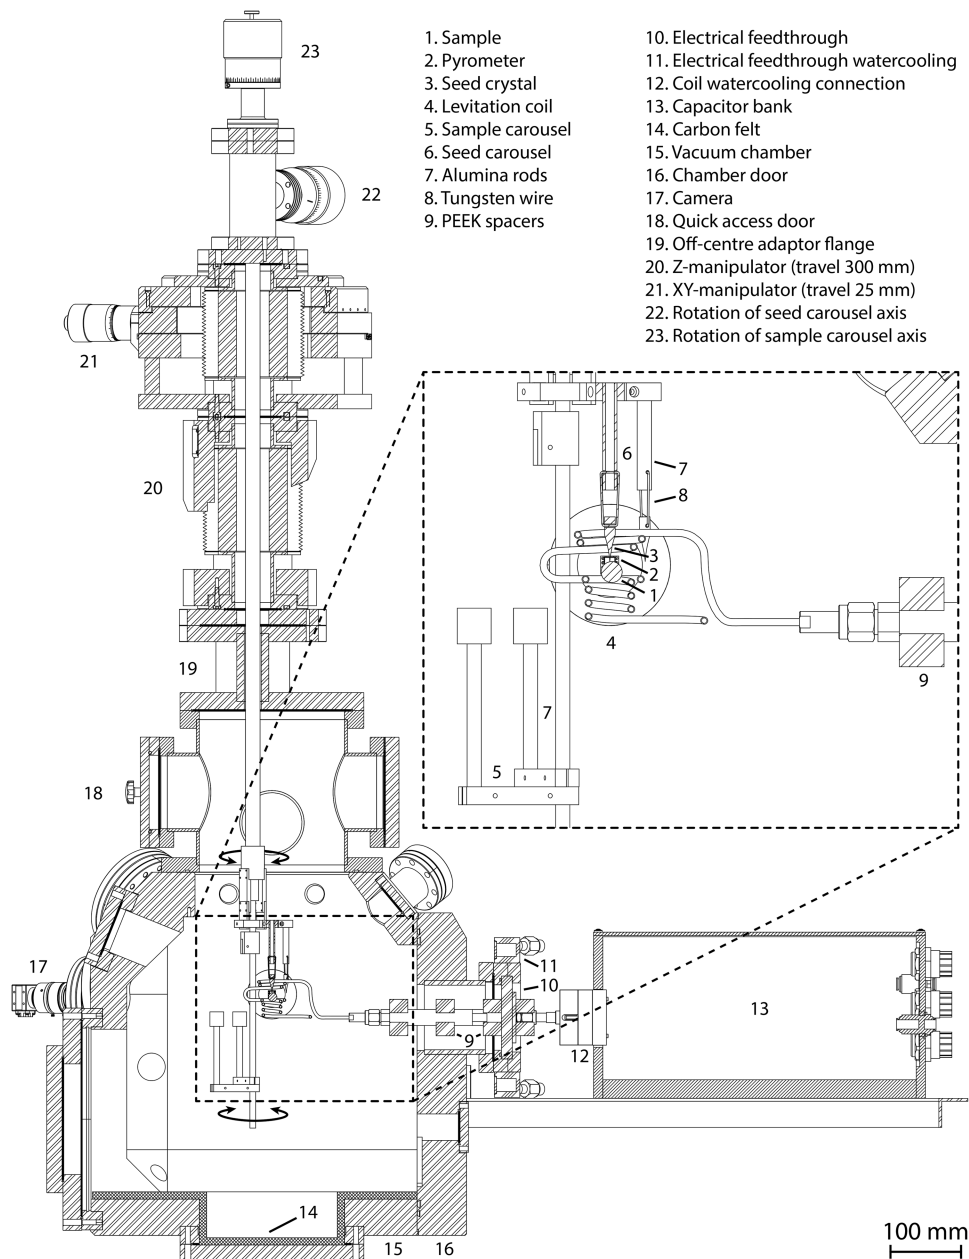 1. Sample
2. Pyrometer
3. Seed crystal
4. Levitation coil
5. Sample carousel
6. Seed carousel
7. Alumina rods
8. Tungsten wire
9. PEEK spacers
10. Electrical feedthrough
11. Electrical feedthrough watercooling
12. Coil watercooling connection
13. Capacitor bank
14. Carbon felt
15. Vacuum chamber
16. Chamber door
17. Camera
18. Quick access door
19. Off-centre adaptor flange
20. Z-manipulator (travel 300 mm)
21. XY-manipulator (travel 25 mm)
22. Rotation of seed carousel axis
23. Rotation of sample carousel axis
23
22
21
20
19
18
17
6
7
8
3
2
1
4
9
7
5
11
10
9
12
13
14
15
16
100 mm